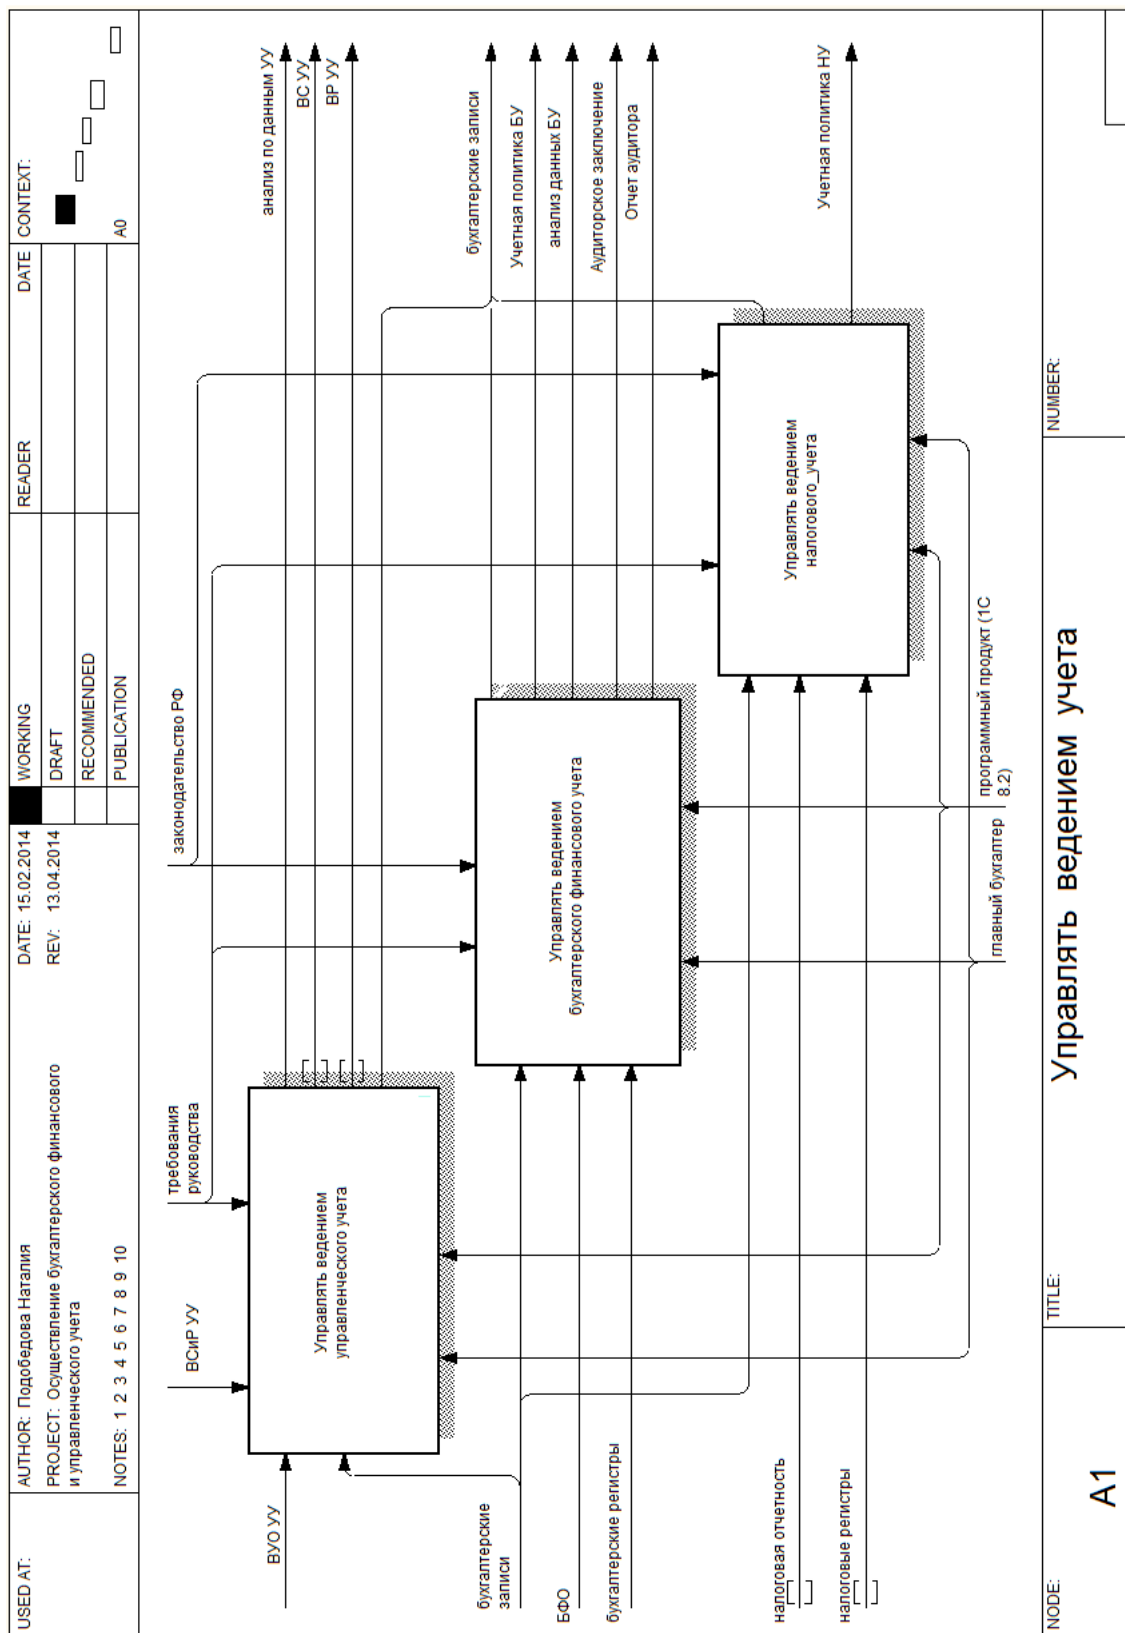 USED AT:
AUTHOR: Подобедова Наталия
PROJECT: Осуществление бухгалтерского финансового
и управленческого учета
NOTES: 1 2 3 4 5 6 7 8 9 10
DATE: 15.02.2014
REV: 13.04.2014
WORKING
DRAFT
RECOMMENDED
PUBLICATION
READER
DATE
CONTEXT:
A0
ВСиР УУ
требования
руководства
законодательство РФ
ВУО УУ
бухгалтерские
записи
БФО
бухгалтерские регистры
налоговая отчетность
налоговые регистры
Управлять ведением
управленческого учета
Управлять ведением
бухгалтерского финансового учета
Управлять ведением
налогового_учета
анализ по данным УУ
ВС УУ
ВР УУ
бухгалтерские записи
Учетная политика БУ
анализ данных БУ
Аудиторское заключение
Отчет аудитора
Учетная политика НУ
главный бухгалтер
программный продукт (1С
8.2)
NODE:
A1
TITLE:
Управлять ведением учета
NUMBER: